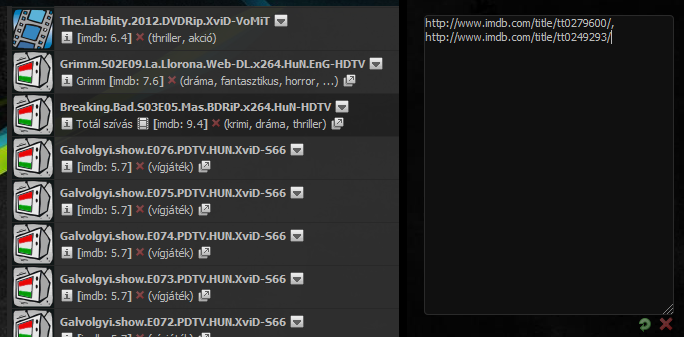 The.Liability.2012.DVDRip.XviD-VoMiT
[imdb: 6.4] (thriller, akció)
Grimm.S02E09.La.Llorona.Web-DL.x264.HuN.EnG-HDTV
Grimm [imdb: 7.6] (dráma, fantasztikus, horror, ...)
Breaking.Bad.S03E05.Mas.BDRiP.x264.HuN-HDTV
Totál szívás [imdb: 9.4] (krimi, dráma, thriller)
Galvolgyi.show.E076.PDTV.HUN.XviD-S66
[imdb: 5.7] (vígjáték)
Galvolgyi.show.E075.PDTV.HUN.XviD-S66
[imdb: 5.7] (vígjáték)
Galvolgyi.show.E074.PDTV.HUN.XviD-S66
[imdb: 5.7] (vígjáték)
Galvolgyi.show.E073.PDTV.HUN.XviD-S66
[imdb: 5.7] (vígjáték)
Galvolgyi.show.E072.PDTV.HUN.XviD-S66
http://www.imdb.com/title/tt0279600/,
http://www.imdb.com/title/tt0249293/